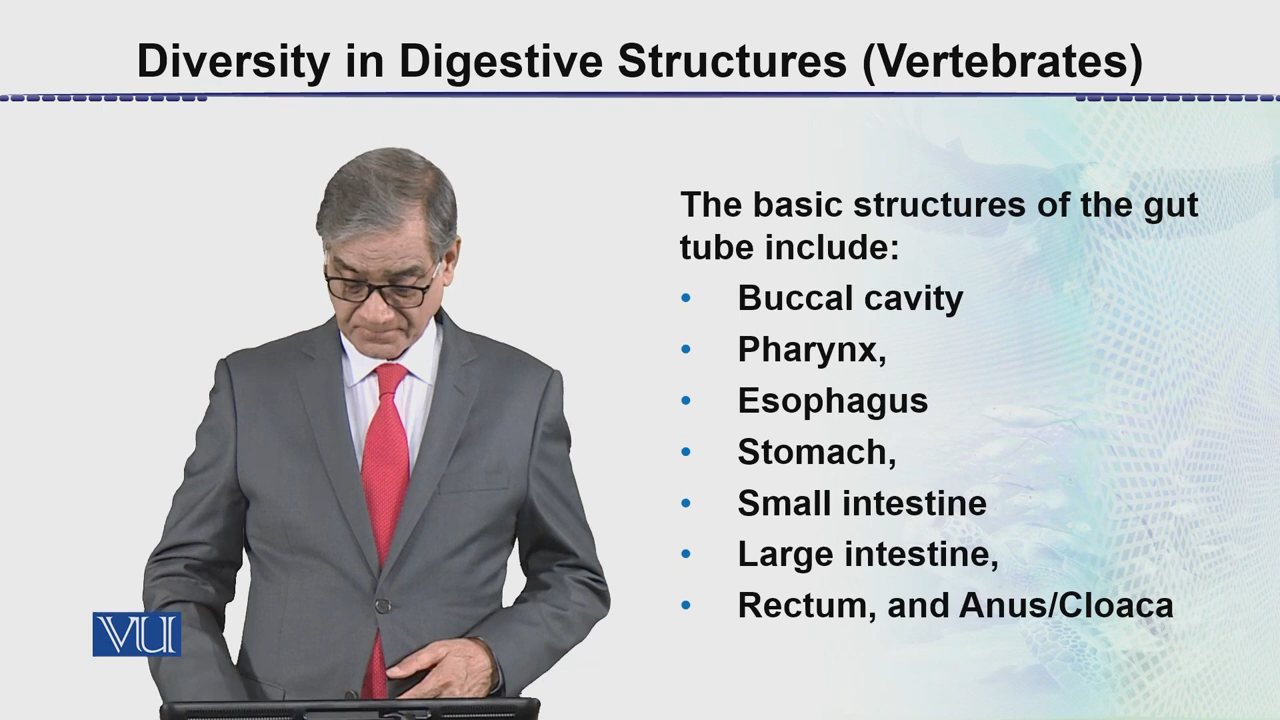 Diversity in Digestive Structures (Vertebrates)
The basic structures of the gut
tube include:
• Buccal cavity
• Pharynx,
• Esophagus
• Stomach,
• Small intestine
• Large intestine,
• Rectum, and Anus/Cloaca
VU